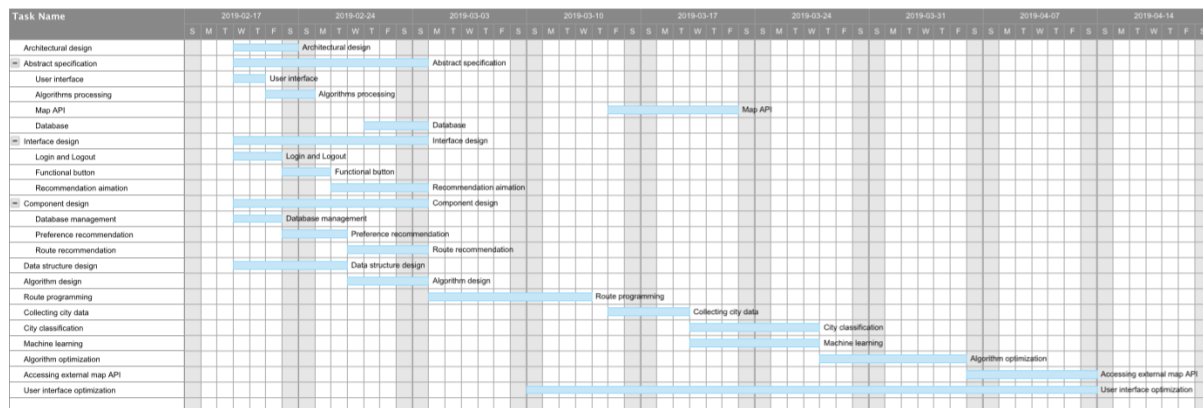 Task Name 2019-02-17 2019-02-24 2019-03-03 2019-03-10 2019-03-17 2019-03-24 2019-03-31 2019-04-07 2019-04-14
S M T W T F S S M T W T F S S M T W T F S S M T W T F S S M T W T F S S M T W T F S S M T W T F S S M T W T F S S M T W T F S
Architectural design Architectural design
Abstract specification Abstract specification
User interface User interface
Algorithms processing Algorithms processing
Map API Map API
Database Database
Interface design Interface design
Login and Logout Login and Logout
Functional button Functional button
Recommendation aimation Recommendation aimation
Component design Component design
Database management Database management
Preference recommendation Preference recommendation
Route recommendation Route recommendation
Data structure design Data structure design
Algorithm design Algorithm design
Route programming Route programming
Collecting city data Collecting city data
City classification City classification
Machine learning Machine learning
Algorithm optimization Algorithm optimization
Accessing external map API Accessing external map API
User interface optimization User interface optimization